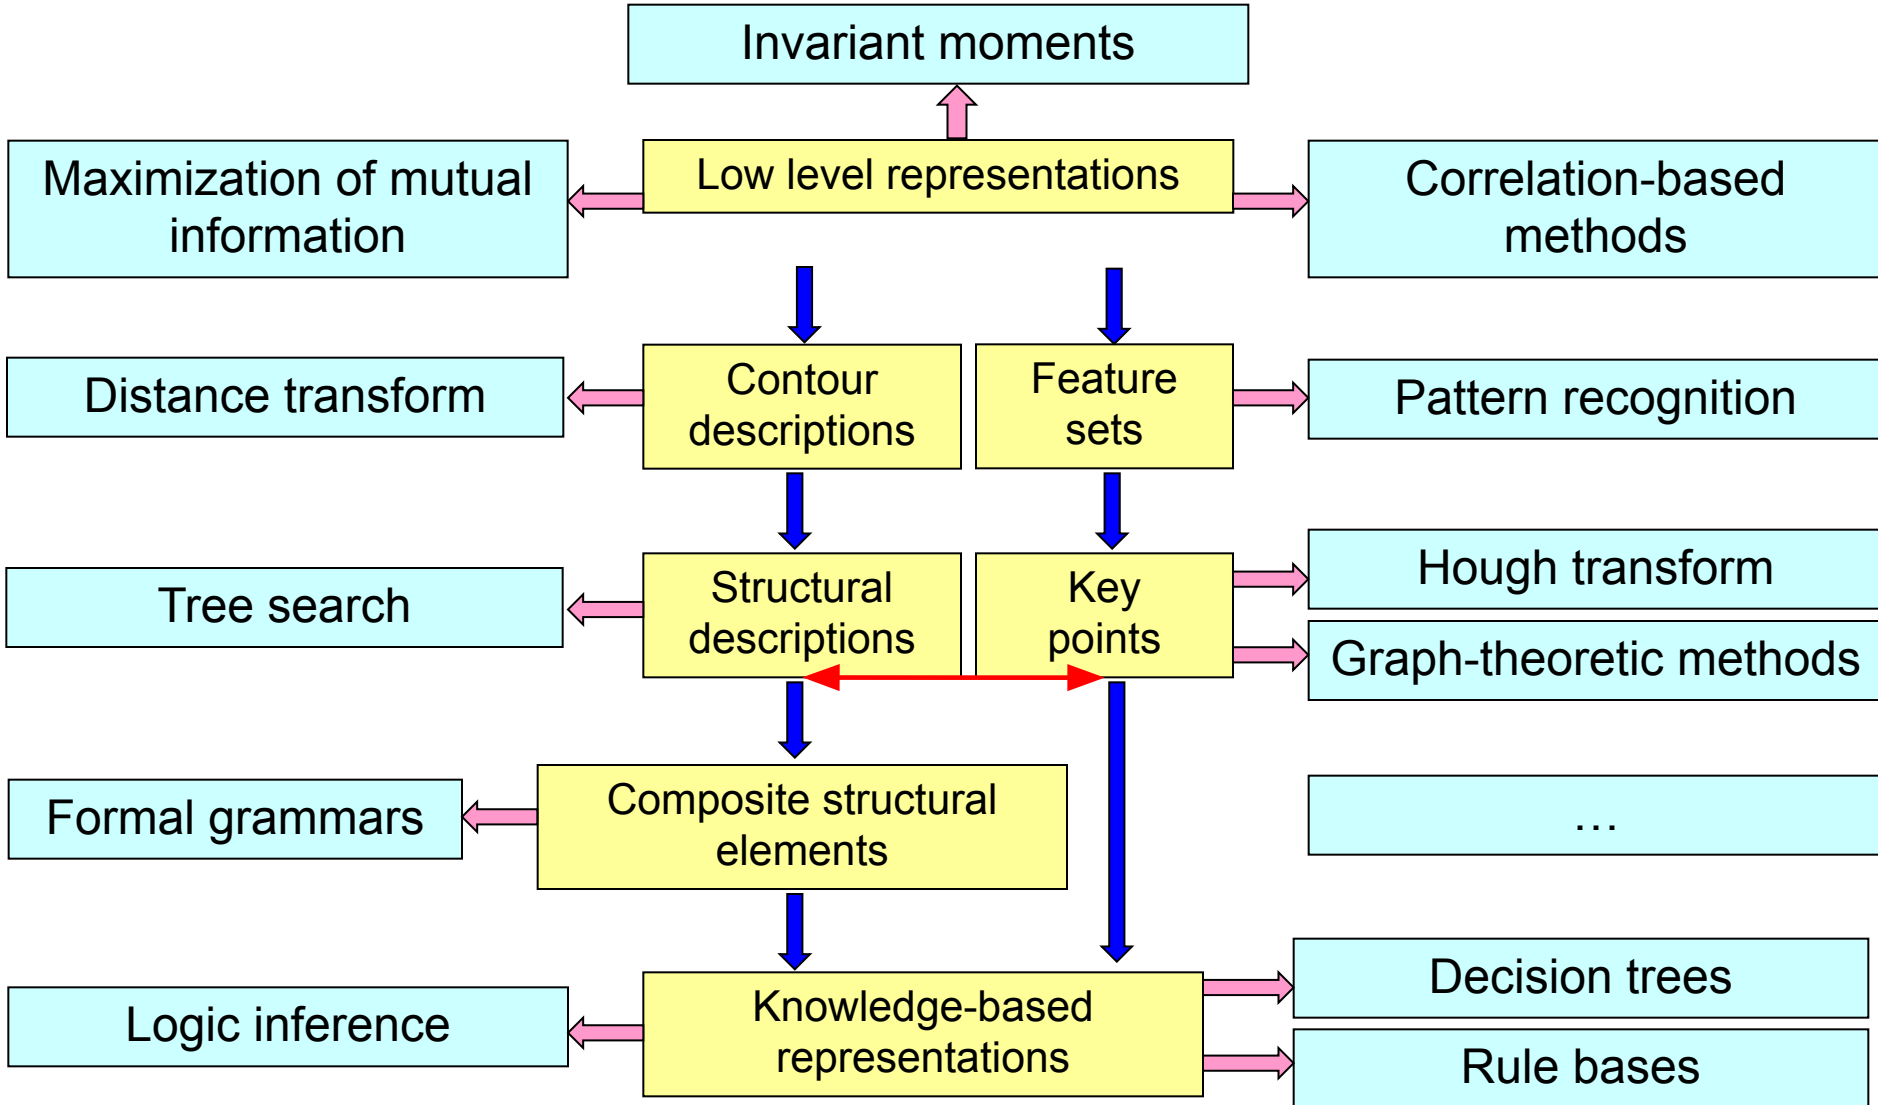 Invariant moments
Maximization of mutual
information
Low level representations
Correlation-based
methods
Distance transform
Contour
descriptions
Feature
sets
Pattern recognition
Tree search
Structural
descriptions
Key
points
Hough transform
Graph-theoretic methods
Formal grammars
Composite structural
elements
…
Logic inference
Knowledge-based
representations
Decision trees
Rule bases